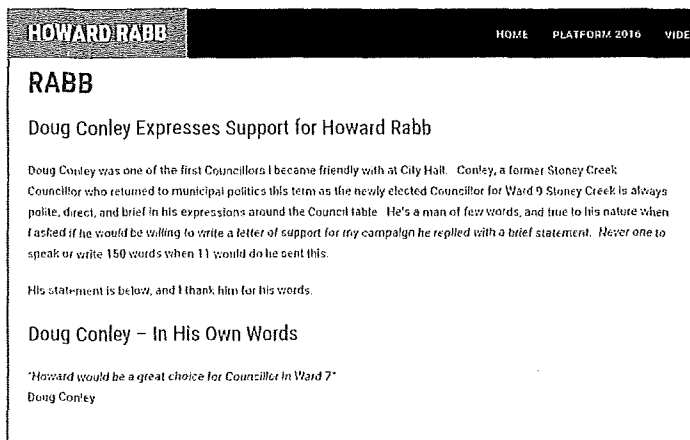 HOWARD RABB
HOME PLATFORM 2016 VIDE
RABB
Doug Conley Expresses Support for Howard Rabb
Doug Conley was one of the first Councillors I became friendly with at City Hall. Conley, a former Stoney Creek
Councillor who returned to municipal politics this term as the newly elected Councillor for Ward 9 Stoney Creek is always
polite, direct, and brief in his expressions around the Council table He's a man of few words, and true to his nature when
I asked if he would be willing to write a letter of support for my campaign he replied with a brief statement. Never one to
speak or write 150 words when 11 would do he sent this.
His statement is below, and I thank him for his words.
Doug Conley – In His Own Words
"Howard would be a great choice for Councillor in Ward 7"
Doug Conley